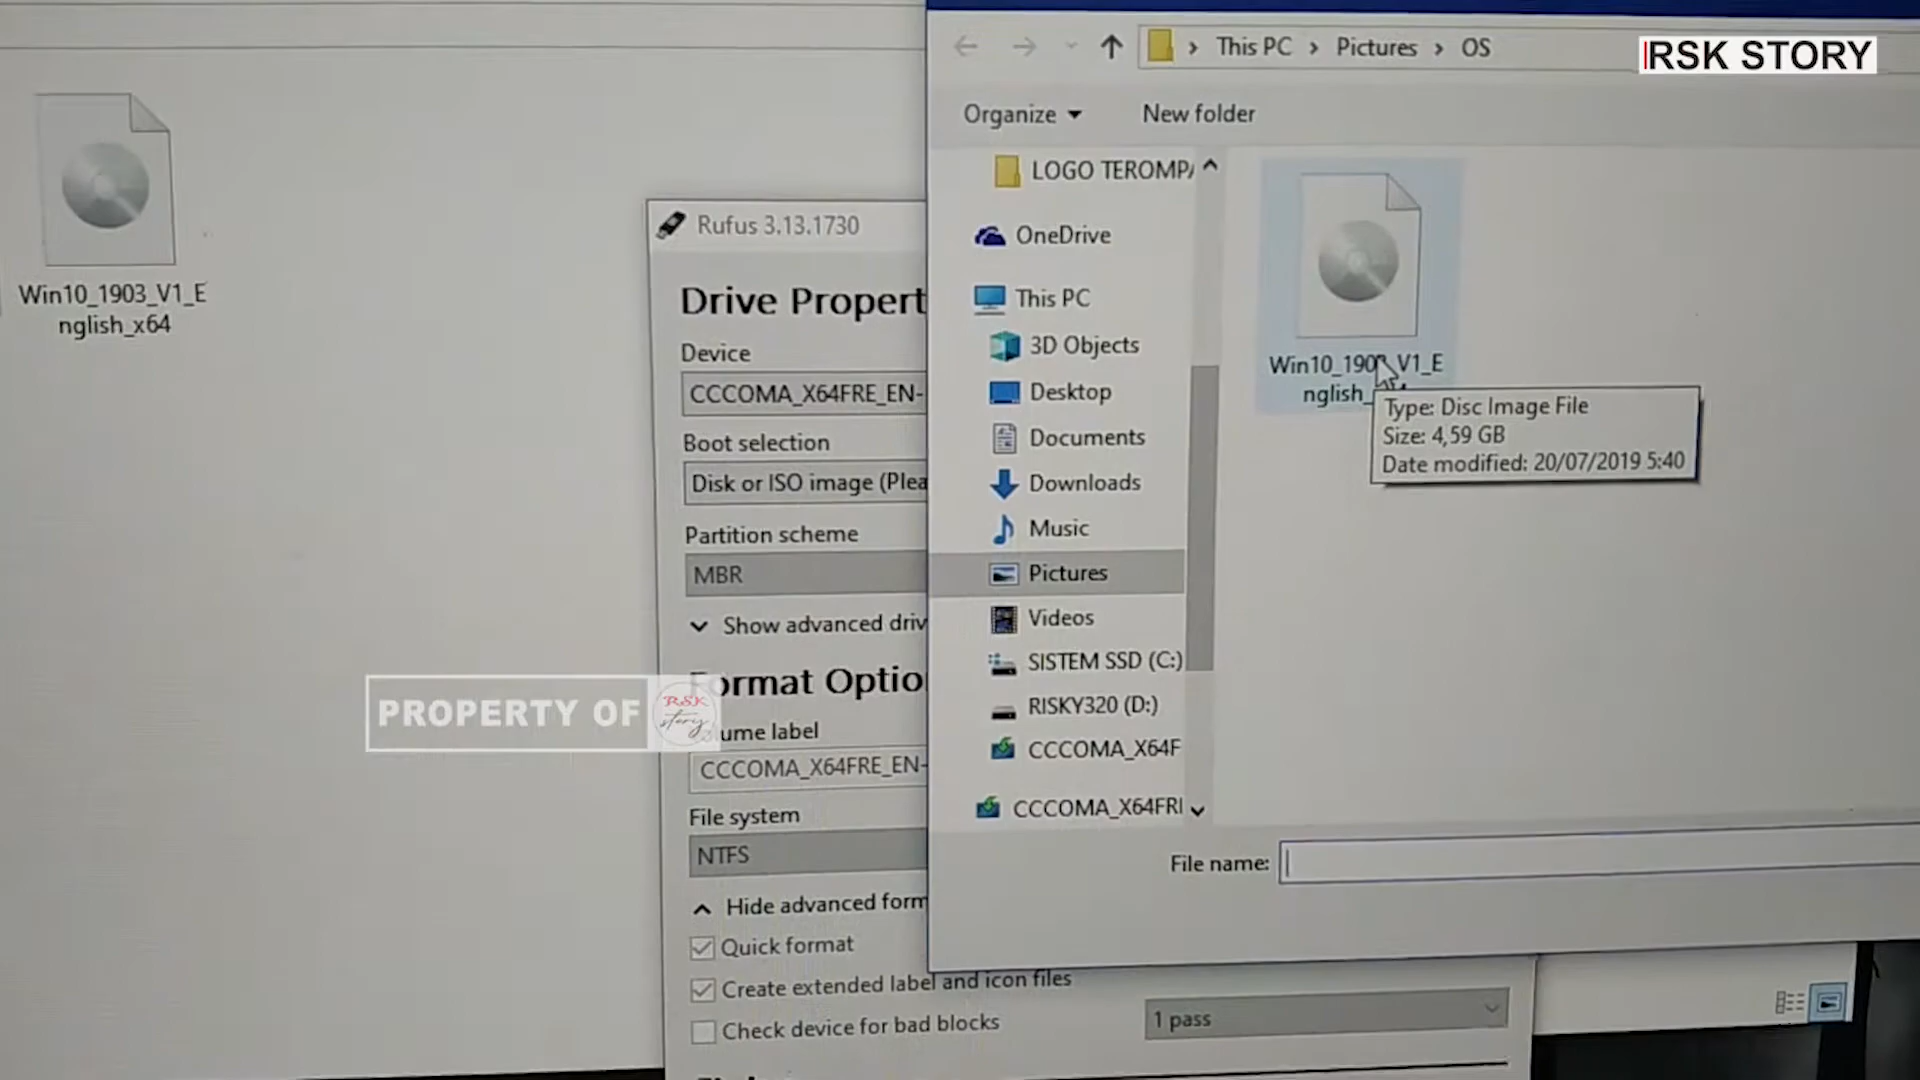 Win10_1903_V1_E
nglish_x64
Rufus 3.13.1730
Drive Propert
Device
CCCOMA_X64FRE_EN-
Boot selection
Disk or ISO image (Plea
Partition scheme
MBR
Show advanced driv
Format Optio
ume label
CCCOMA_X64FRE_EN-
File system
NTFS
Hide advanced form
Quick format
Create extended label and icon files
Check device for bad blocks
1 pass
This PC > Pictures > OS
Organize
New folder
LOGO TEROMPA
OneDrive
This PC
3D Objects
Desktop
Documents
Downloads
Music
Pictures
Videos
SISTEM SSD (C:)
RISKY320 (D:)
CCCOMA_X64F
CCCOMA_X64FRI
Win10_190 V1_E
nglish_
Type: Disc Image File
Size: 4,59 GB
Date modified: 20/07/2019 5:40
File name:
RSK STORY
PROPERTY OF
RSK
story